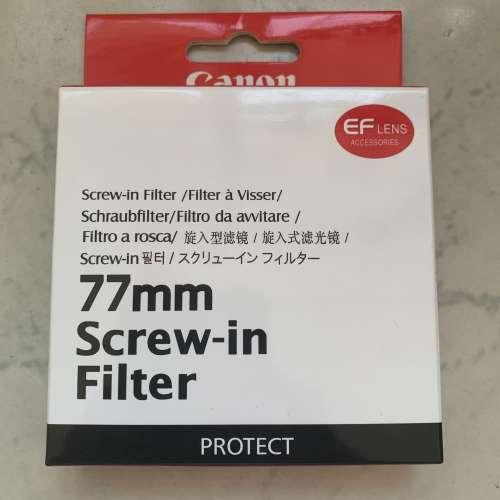 Canon
EF LENS
ACCESSORIES
Screw-in Filter /Filter à Visser/
Schraubfilter/Filtro da avvitare /
Filtro a rosca/ 旋入型滤镜 / 旋入式滤光镜 /
Screw-in 필터 / スクリューイン フィルター
77mm
Screw-in
Filter
PROTECT